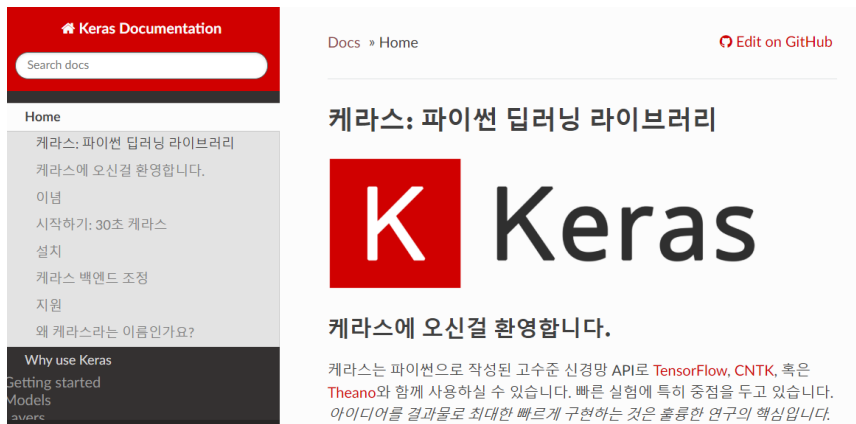 Keras Documentation
Search docs
Home
케라스: 파이썬 딥러닝 라이브러리
케라스에 오신걸 환영합니다.
이념
시작하기: 30초 케라스
설치
케라스 백엔드 조정
지원
왜 케라스라는 이름인가요?
Why use Keras
Getting started
Models
Layers
Docs » Home
Edit on GitHub
케라스: 파이썬 딥러닝 라이브러리
K Keras
케라스에 오신걸 환영합니다.
케라스는 파이썬으로 작성된 고수준 신경망 API로 TensorFlow, CNTK, 혹은
Theano와 함께 사용하실 수 있습니다. 빠른 실험에 특히 중점을 두고 있습니다.
아이디어를 결과물로 최대한 빠르게 구현하는 것은 훌륭한 연구의 핵심입니다.